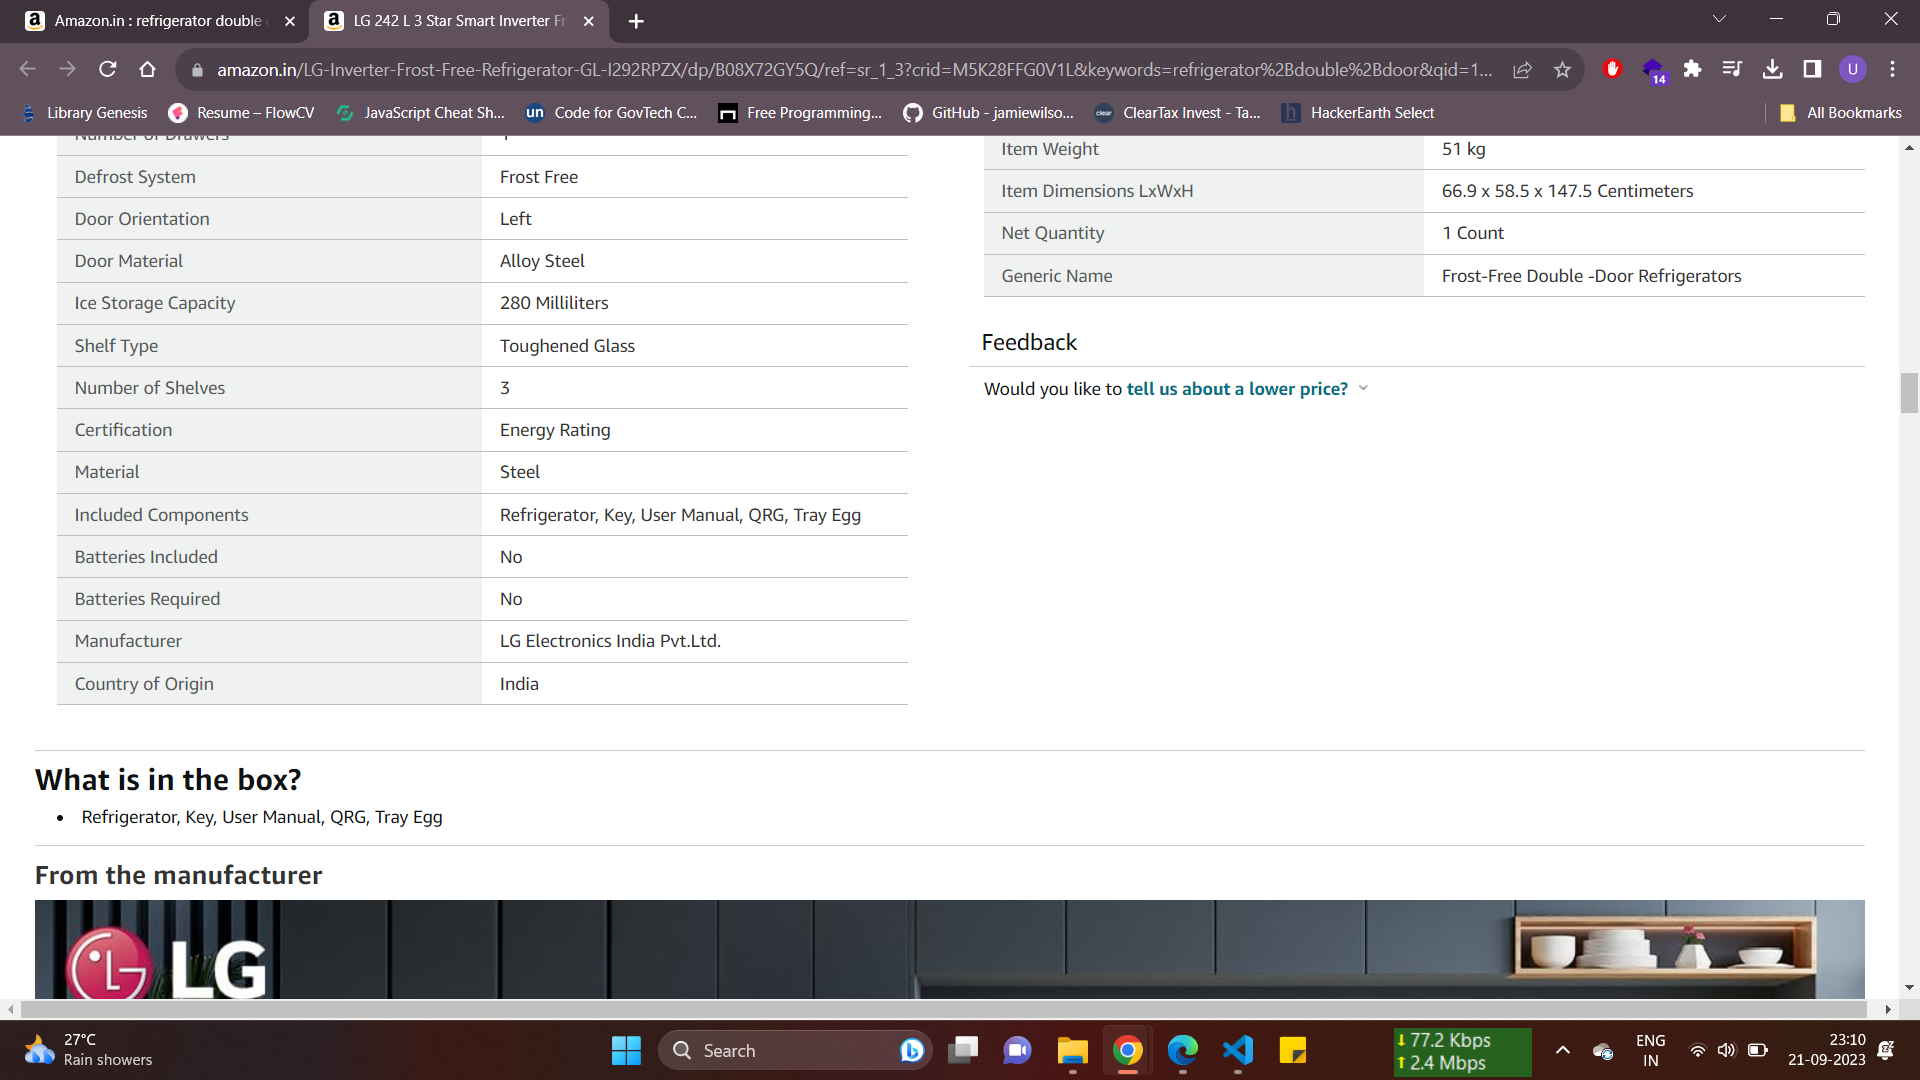 Amazon.in : refrigerator double
LG 242 L 3 Star Smart Inverter Fr
amazon.in/LG-Inverter-Frost-Free-Refrigerator-GL-I292RPZX/dp/B08X72GY5Q/ref=sr_1_3?crid=M5K28FFG0V1L&keywords=refrigerator%2Bdouble%2Bdoor&qid=1...
14
U
Library Genesis
Resume – FlowCV
JavaScript Cheat Sh...
un Code for GovTech C...
Free Programming...
GitHub - jamiewilso...
clear ClearTax Invest - Ta...
h HackerEarth Select
All Bookmarks
Number of Drawers
Defrost System Frost Free
Door Orientation Left
Door Material Alloy Steel
Ice Storage Capacity 280 Milliliters
Shelf Type Toughened Glass
Number of Shelves 3
Certification Energy Rating
Material Steel
Included Components Refrigerator, Key, User Manual, QRG, Tray Egg
Batteries Included No
Batteries Required No
Manufacturer LG Electronics India Pvt.Ltd.
Country of Origin India
Item Weight 51 kg
Item Dimensions LxWxH 66.9 x 58.5 x 147.5 Centimeters
Net Quantity 1 Count
Generic Name Frost-Free Double -Door Refrigerators
Feedback
Would you like to tell us about a lower price?
What is in the box?
• Refrigerator, Key, User Manual, QRG, Tray Egg
From the manufacturer
LG
27°C
Rain showers
Search
77.2 Kbps
2.4 Mbps
ENG
IN
23:10
21-09-2023